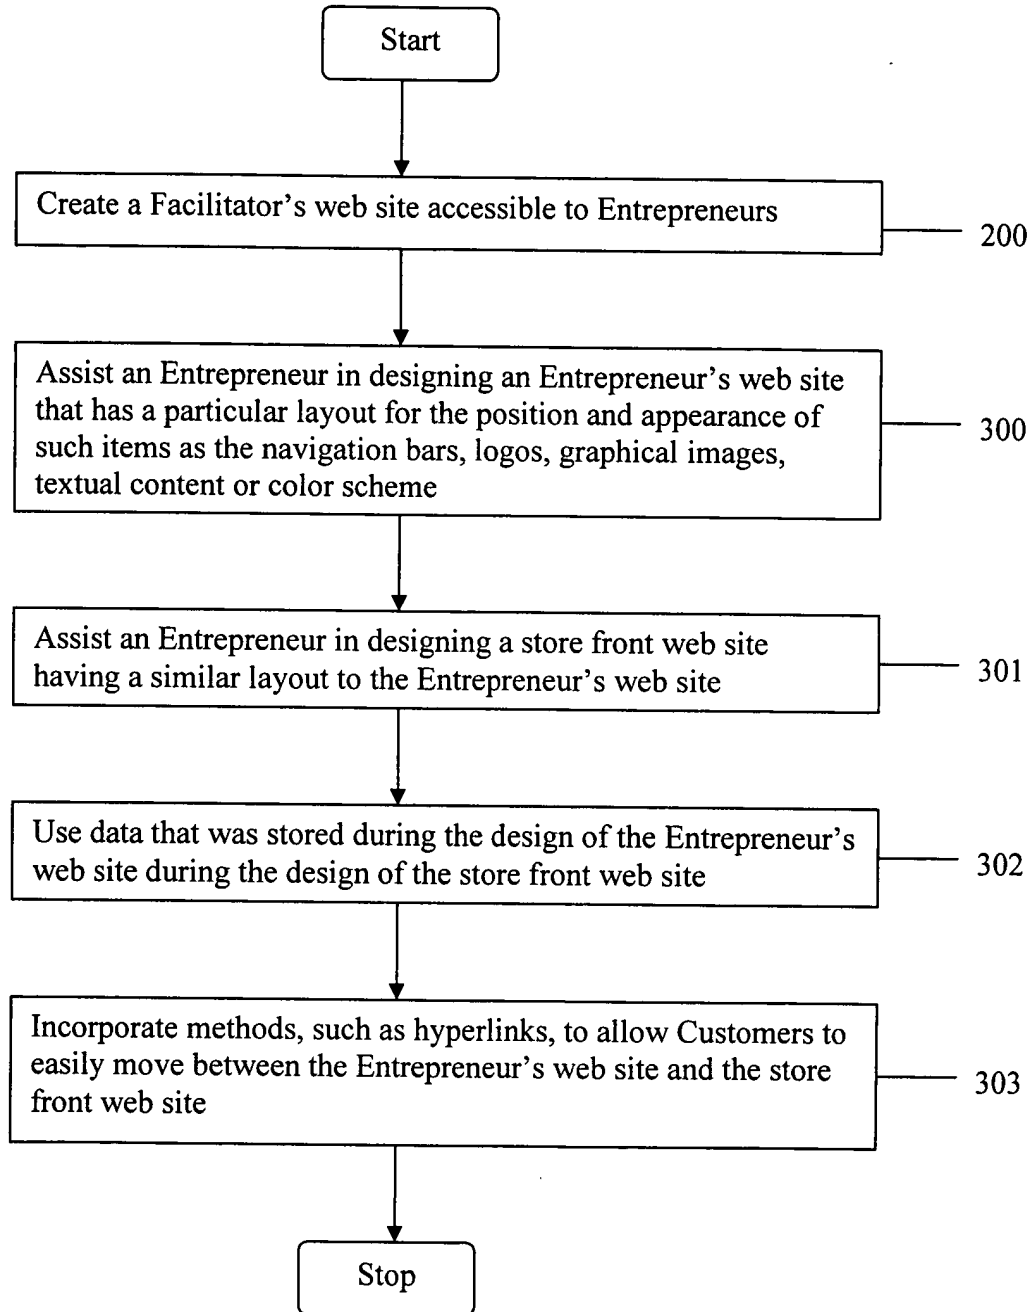 Start
Create a Facilitator’s web site accessible to Entrepreneurs
200
Assist an Entrepreneur in designing an Entrepreneur’s web site
that has a particular layout for the position and appearance of
such items as the navigation bars, logos, graphical images,
textual content or color scheme
300
Assist an Entrepreneur in designing a store front web site
having a similar layout to the Entrepreneur’s web site
301
Use data that was stored during the design of the Entrepreneur’s
web site during the design of the store front web site
302
Incorporate methods, such as hyperlinks, to allow Customers to
easily move between the Entrepreneur’s web site and the store
front web site
303
Stop